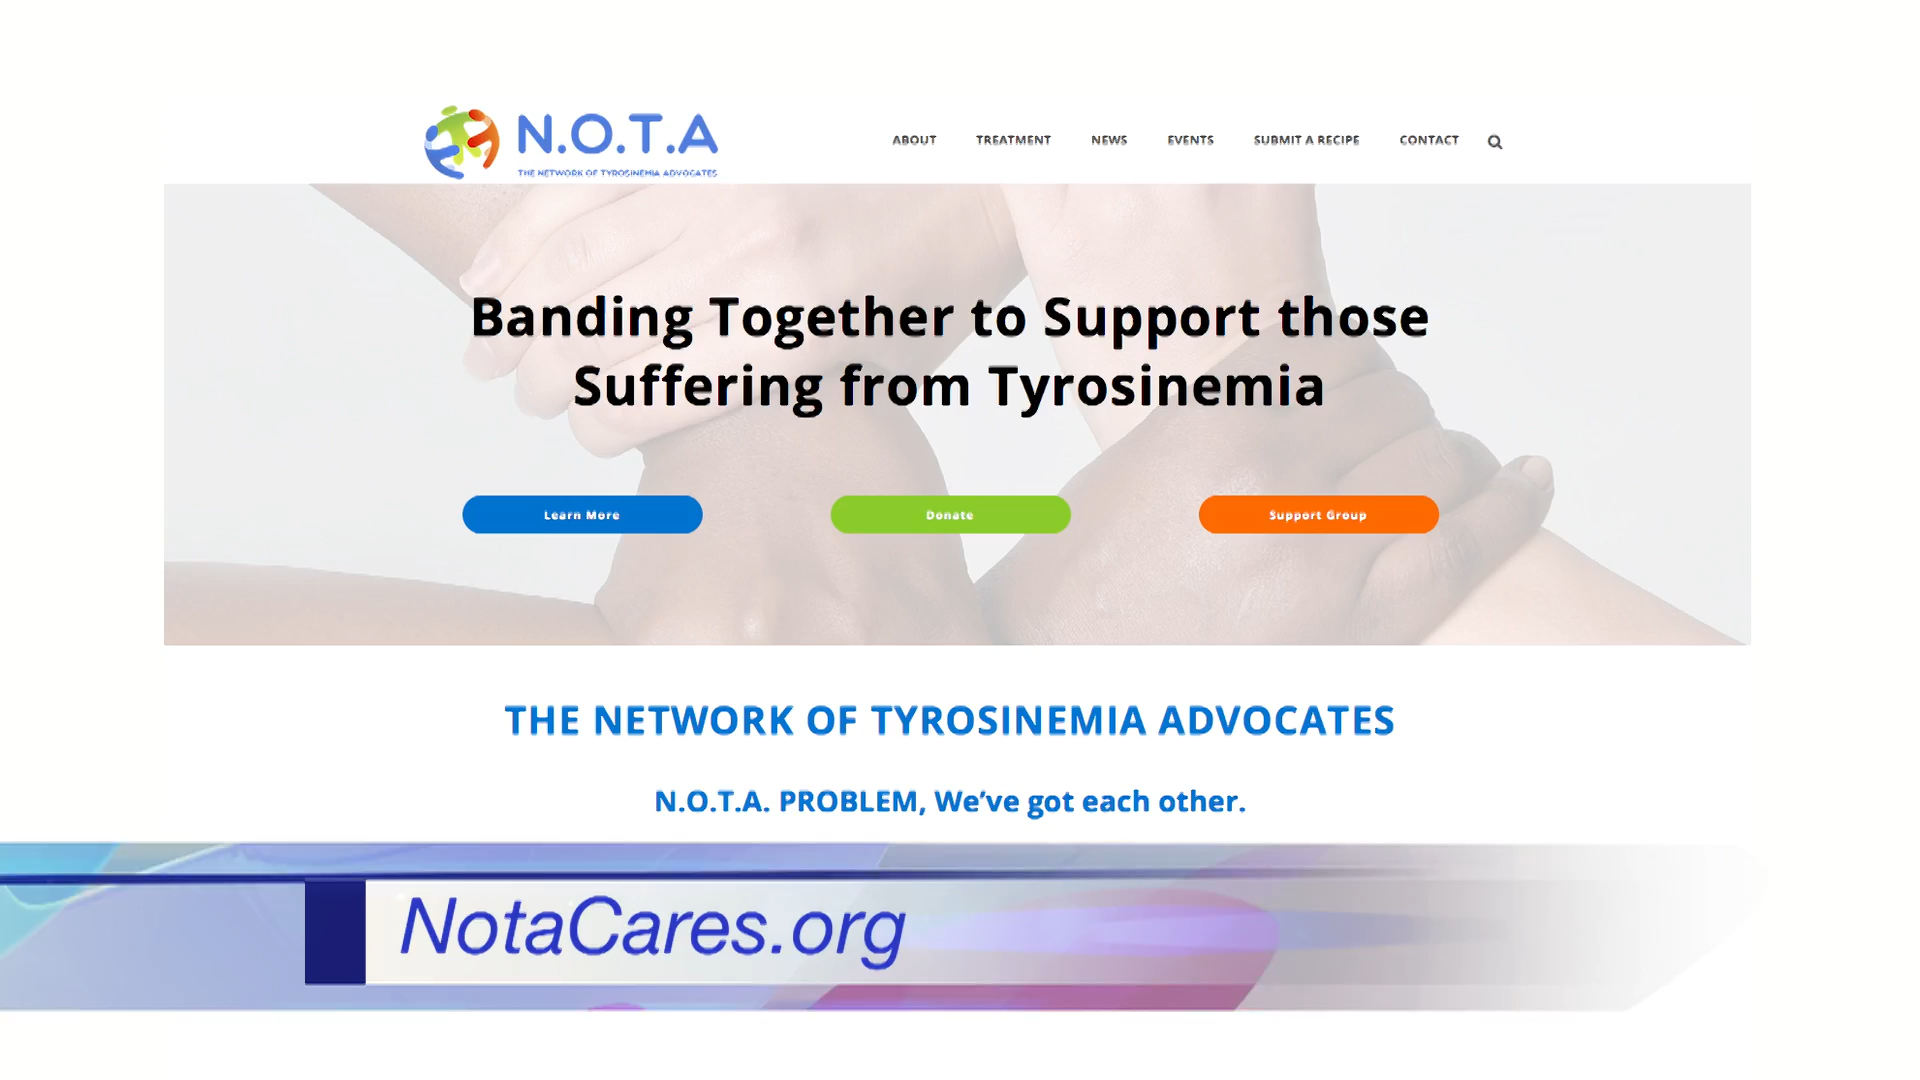 N.O.T.A
THE NETWORK OF TYROSINEMIA ADVOCATES
ABOUT TREATMENT NEWS EVENTS SUBMIT A RECIPE CONTACT
Banding Together to Support those
Suffering from Tyrosinemia
Learn More Donate Support Group
THE NETWORK OF TYROSINEMIA ADVOCATES
N.O.T.A. PROBLEM, We’ve got each other.
NotaCares.org